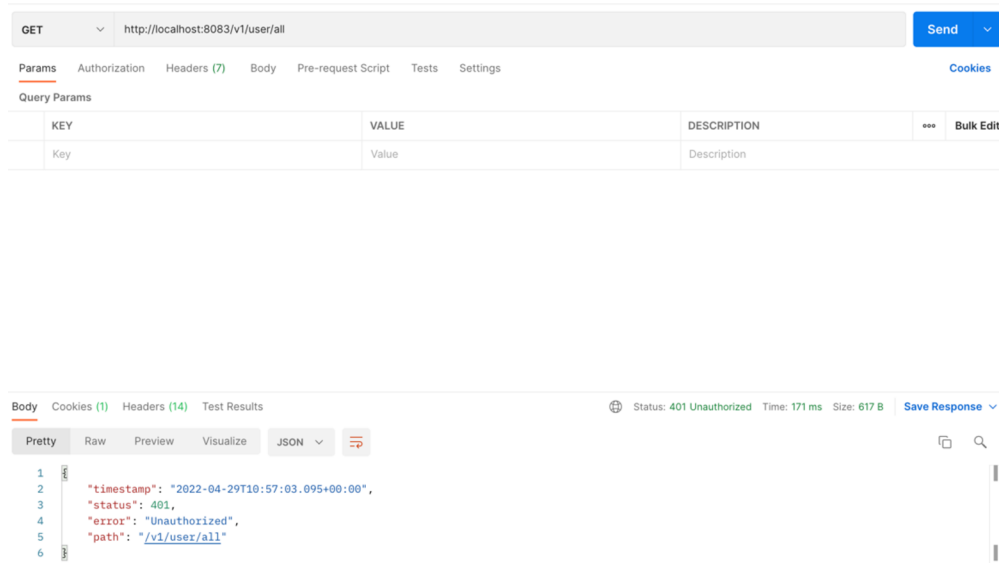 GET http://localhost:8083/v1/user/all Send
Params Authorization Headers (7) Body Pre-request Script Tests Settings Cookies
Query Params
KEY VALUE DESCRIPTION ooo Bulk Edit
Key Value Description
Body Cookies (1) Headers (14) Test Results Status: 401 Unauthorized Time: 171 ms Size: 617 B Save Response
Pretty Raw Preview Visualize JSON
1 {
2 "timestamp": "2022-04-29T10:57:03.095+00:00",
3 "status": 401,
4 "error": "Unauthorized",
5 "path": "/v1/user/all"
6 }